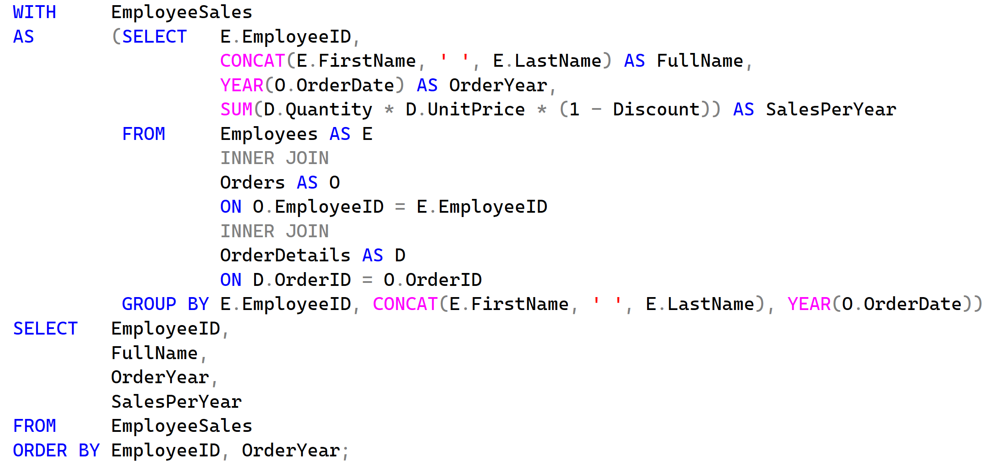 WITH     EmployeeSales
AS       (SELECT   E.EmployeeID,
                   CONCAT(E.FirstName, ' ', E.LastName) AS FullName,
                   YEAR(O.OrderDate) AS OrderYear,
                   SUM(D.Quantity * D.UnitPrice * (1 - Discount)) AS SalesPerYear
          FROM     Employees AS E
                   INNER JOIN
                   Orders AS O
                   ON O.EmployeeID = E.EmployeeID
                   INNER JOIN
                   OrderDetails AS D
                   ON D.OrderID = O.OrderID
          GROUP BY E.EmployeeID, CONCAT(E.FirstName, ' ', E.LastName), YEAR(O.OrderDate))
SELECT   EmployeeID,
         FullName,
         OrderYear,
         SalesPerYear
FROM     EmployeeSales
ORDER BY EmployeeID, OrderYear;